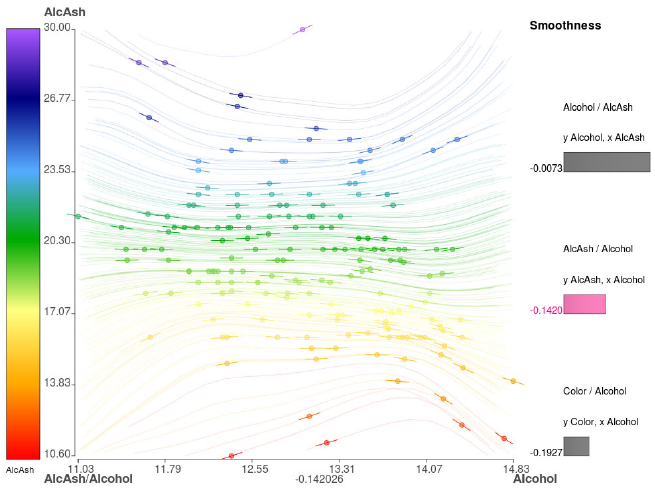 AlcAsh
30.00
26.77
23.53
20.30
17.07
13.83
10.60
AlcAsh
11.03 11.79 12.55 13.31 14.07 14.83
AlcAsh/Alcohol -0.142026 Alcohol
Smoothness
Alcohol / AlcAsh
y Alcohol, x AlcAsh
-0.0073
AlcAsh / Alcohol
y AlcAsh, x Alcohol
-0.1420
Color / Alcohol
y Color, x Alcohol
-0.1927